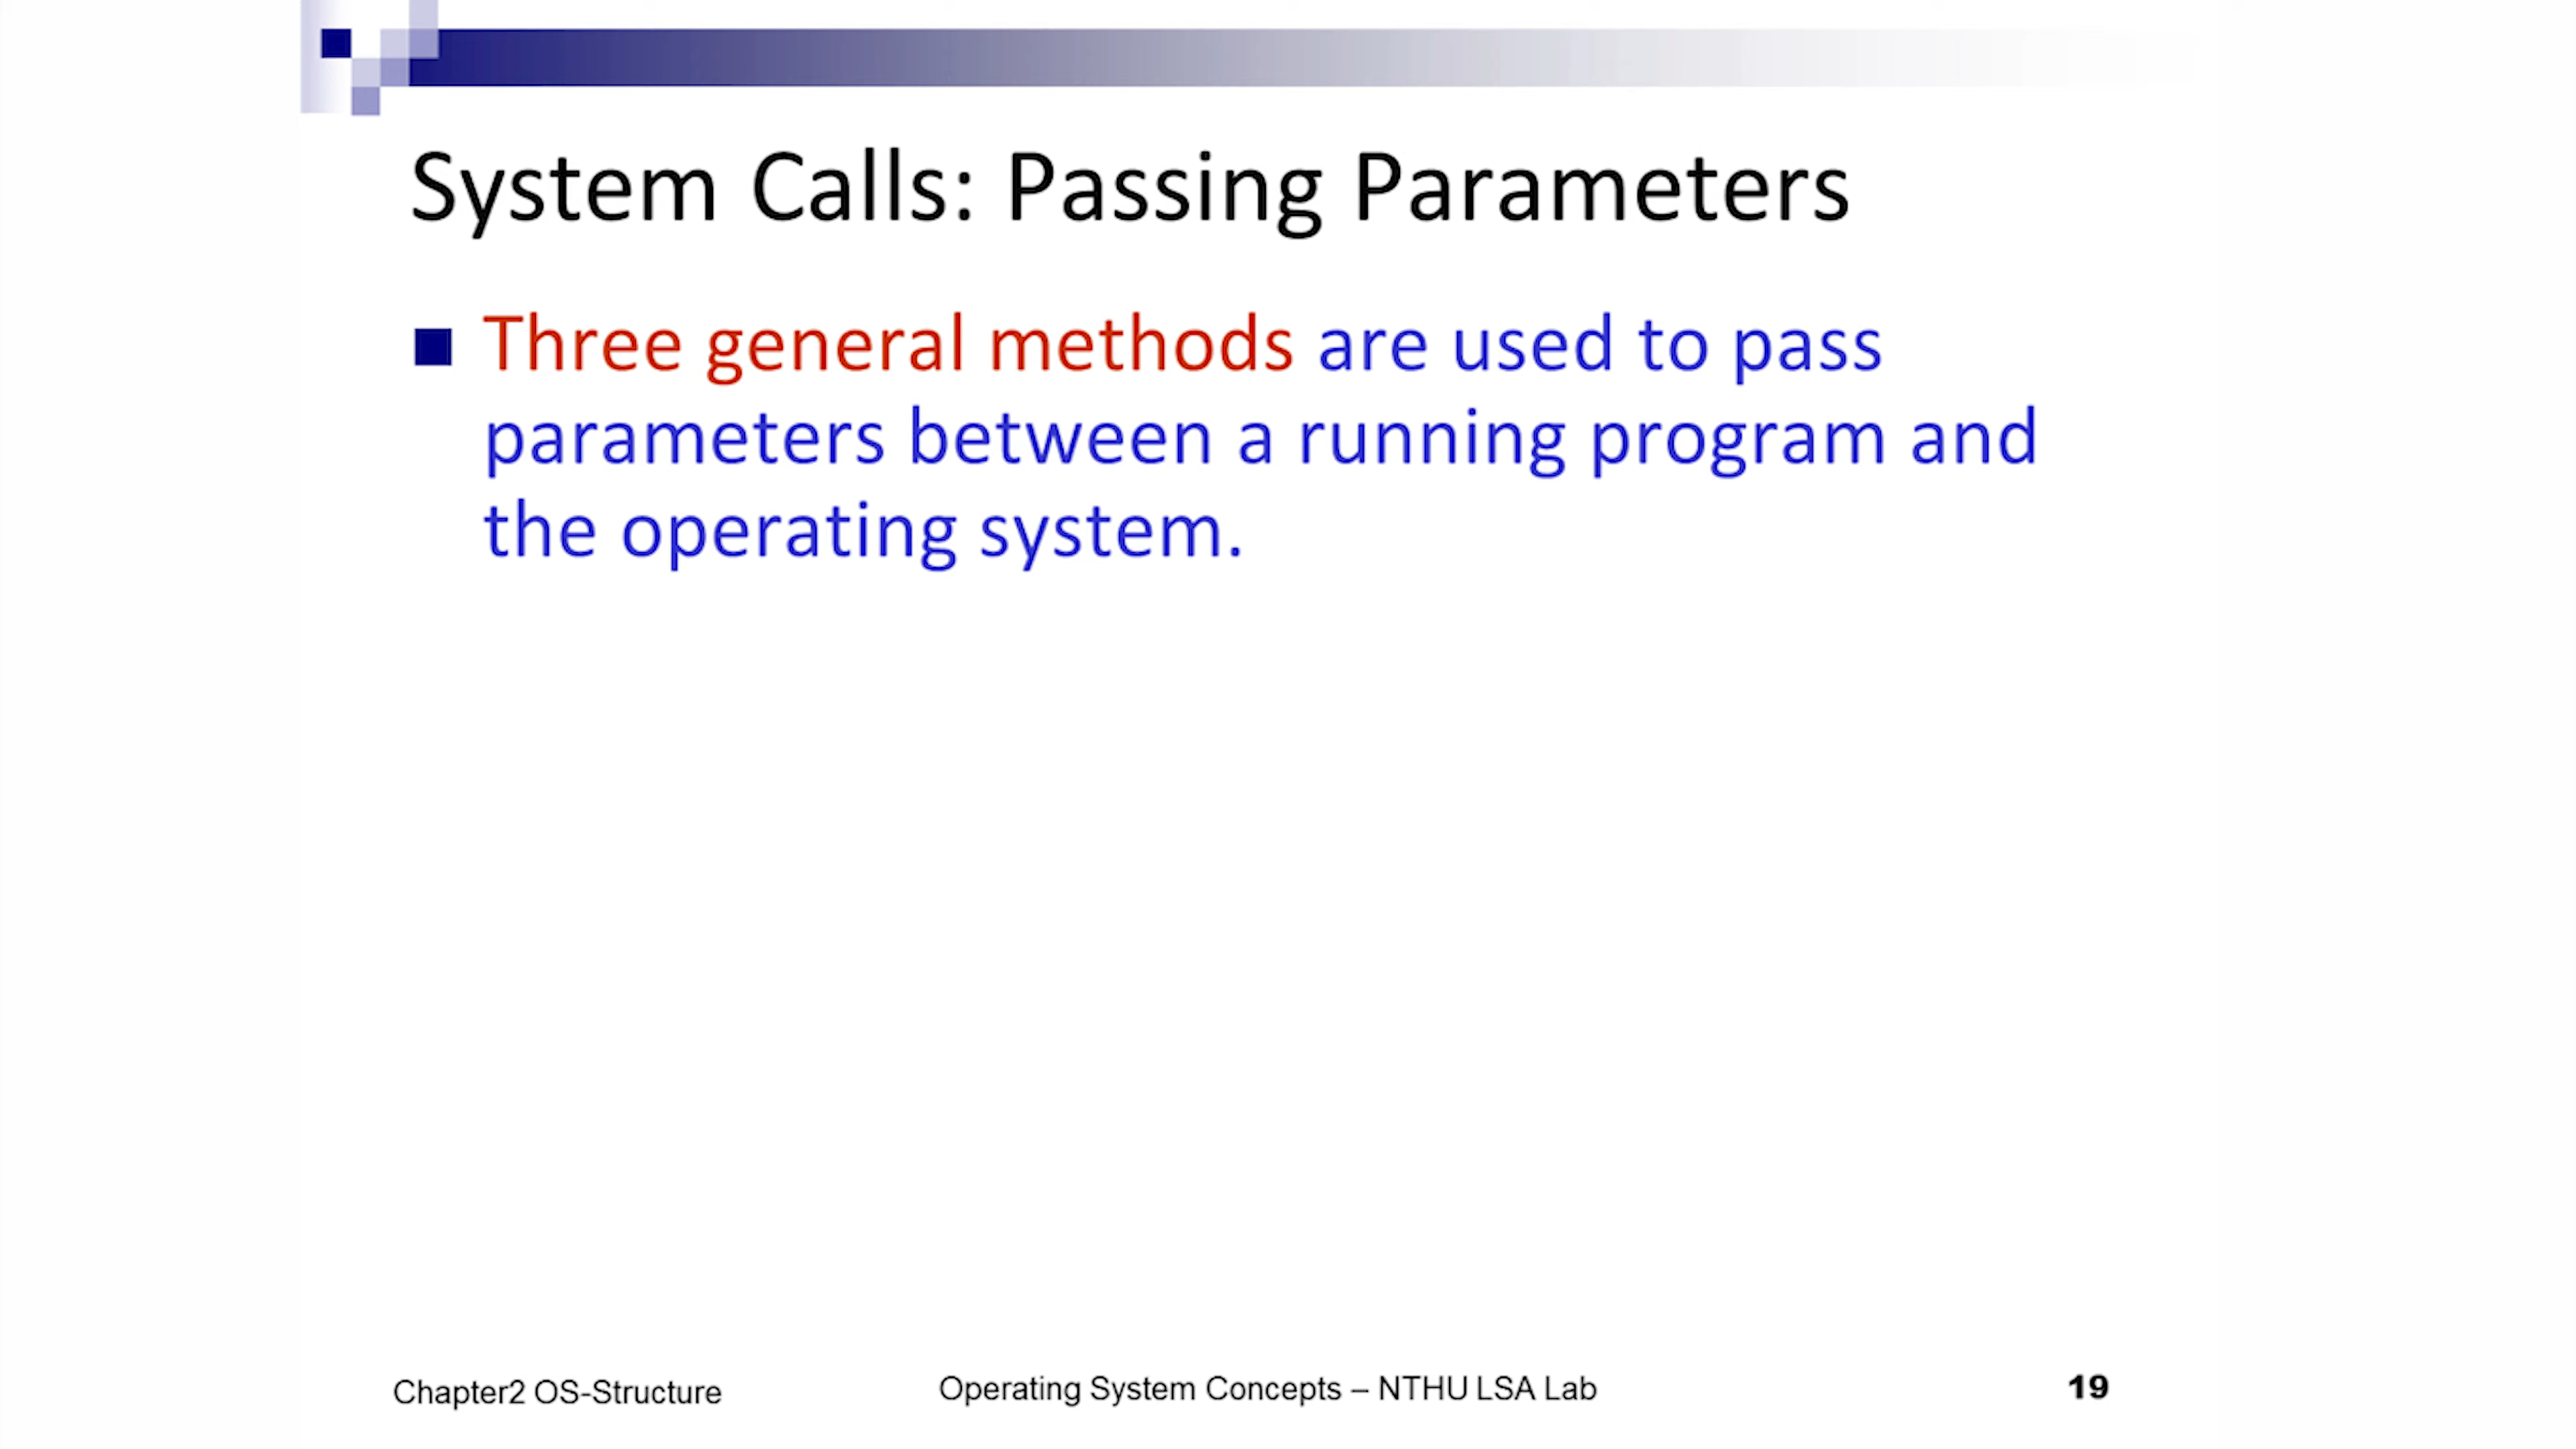 System Calls: Passing Parameters
Three general methods are used to pass
parameters between a running program and
the operating system.
Chapter2 OS-Structure
Operating System Concepts – NTHU LSA Lab
19